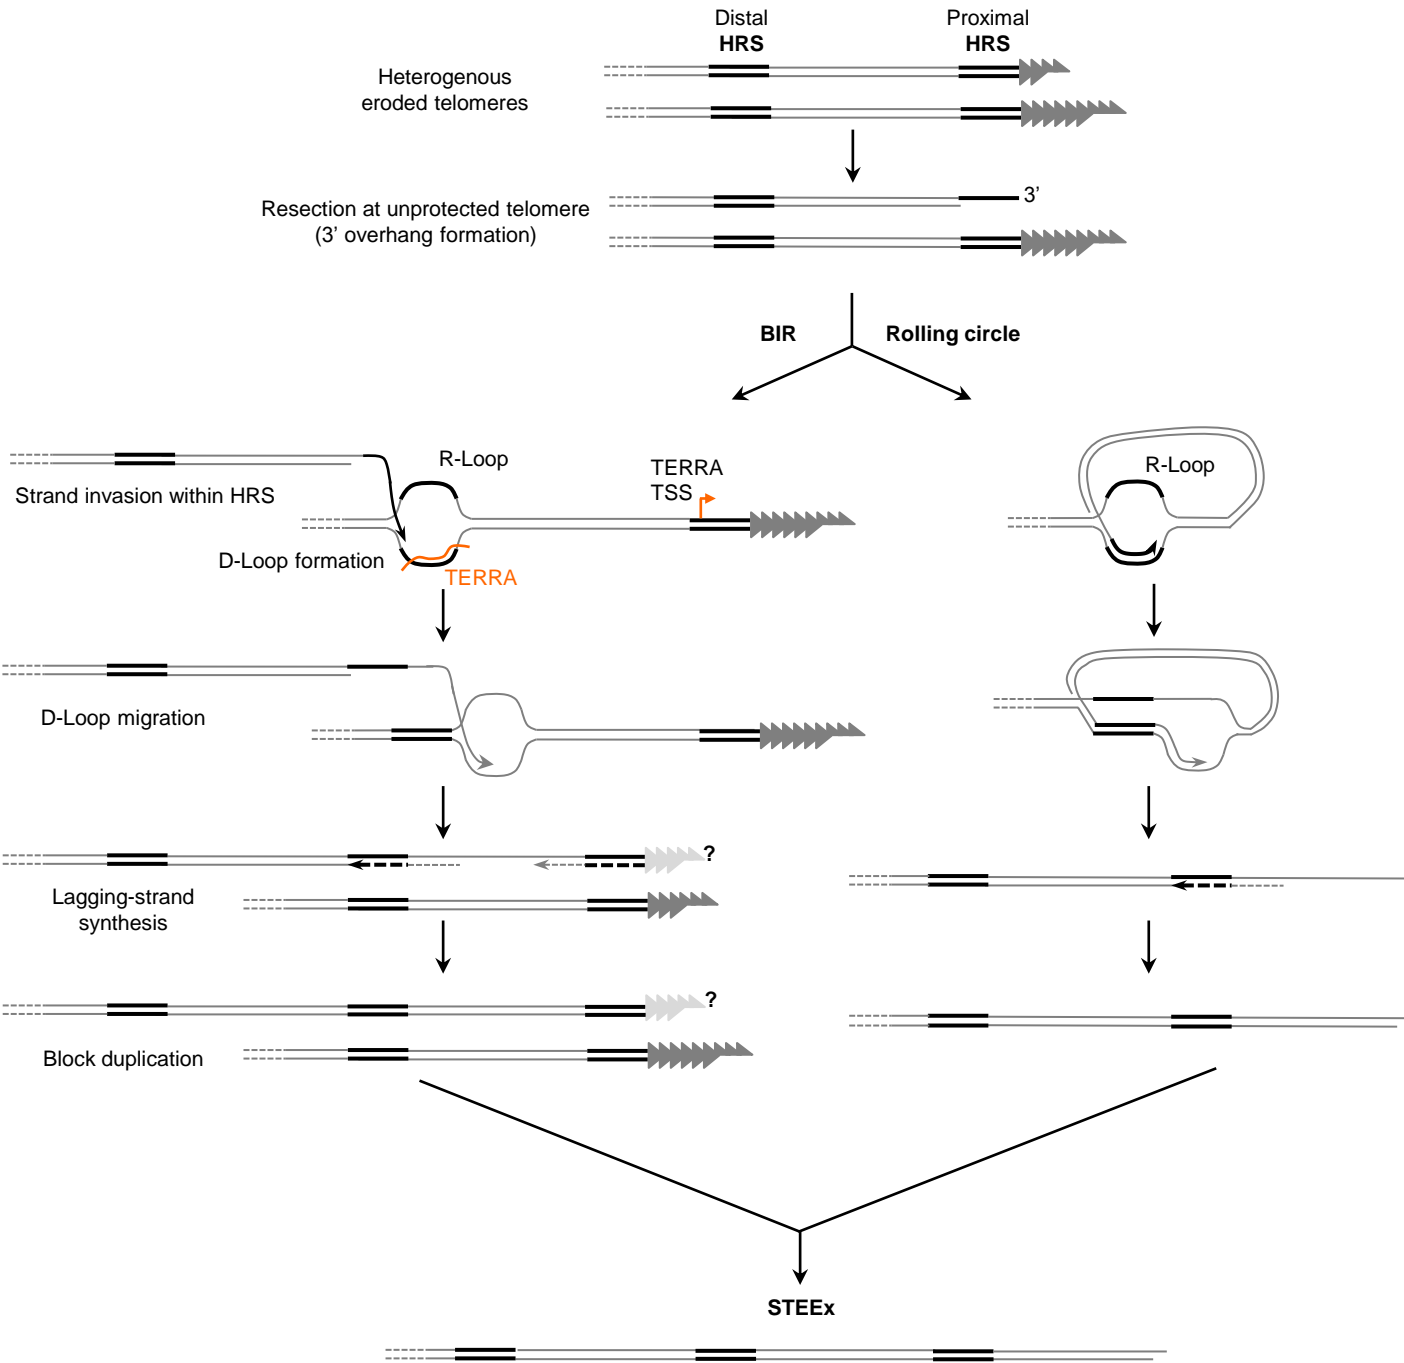 Distal
HRS
Proximal
HRS
Heterogenous
eroded telomeres
Resection at unprotected telomere
(3’ overhang formation)
3’
BIR
Rolling circle
R-Loop
TERRA
TSS
R-Loop
Strand invasion within HRS
D-Loop formation
TERRA
D-Loop migration
?
Lagging-strand
synthesis
?
Block duplication
STEEx